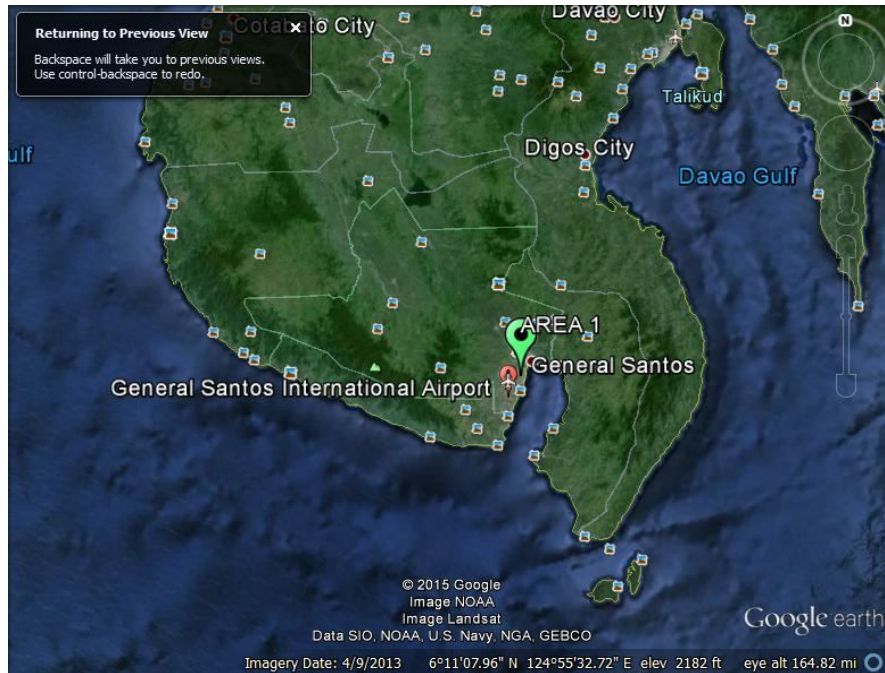 Returning to Previous View
Backspace will take you to previous views.
Use control-backspace to redo.
Cotabato City
Davao City
N
Talikud
ulf
Digos City
Davao Gulf
AREA 1
General Santos
General Santos International Airport
© 2015 Google
Image NOAA
Image Landsat
Data SIO, NOAA, U.S. Navy, NGA, GEBCO
Google earth
Imagery Date: 4/9/2013 6°11'07.96" N 124°55'32.72" E elev 2182 ft eye alt 164.82 mi